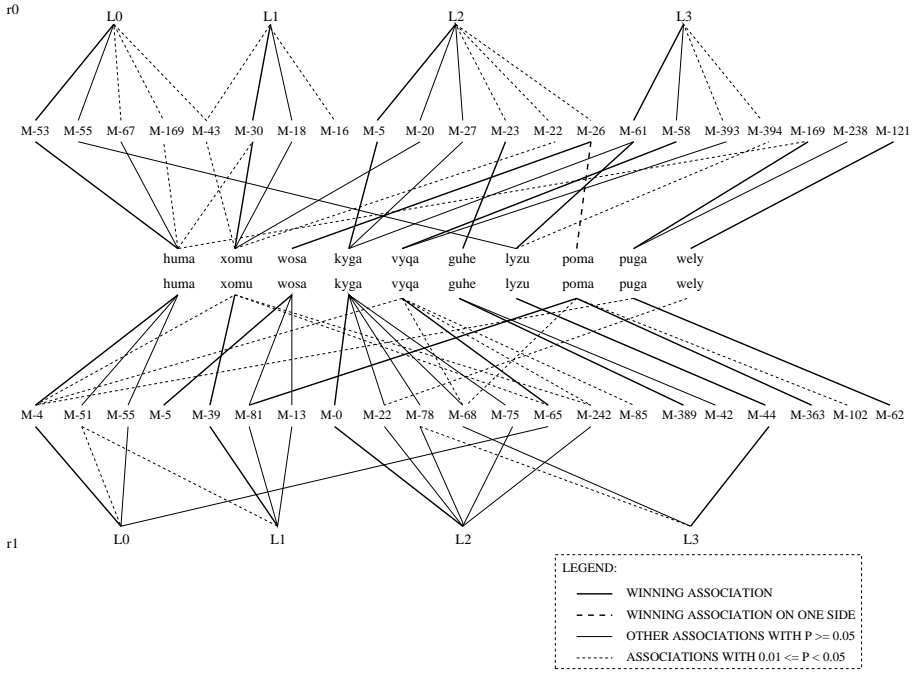 r0
L0 L1 L2 L3
M-53 M-55 M-67 M-169 M-43 M-30 M-18 M-16 M-5 M-20 M-27 M-23 M-22 M-26 M-61 M-58 M-393 M-394 M-169 M-238 M-121
huma xomu wosa kyga vyqa guhe lyzu poma puga wely
huma xomu wosa kyga vyqa guhe lyzu poma puga wely
M-4 M-51 M-55 M-5 M-39 M-81 M-13 M-0 M-22 M-78 M-68 M-75 M-65 M-242 M-85 M-389 M-42 M-44 M-363 M-102 M-62
L0 L1 L2 L3
r1
LEGEND:
WINNING ASSOCIATION
WINNING ASSOCIATION ON ONE SIDE
OTHER ASSOCIATIONS WITH P >= 0.05
ASSOCIATIONS WITH 0.01 <= P < 0.05